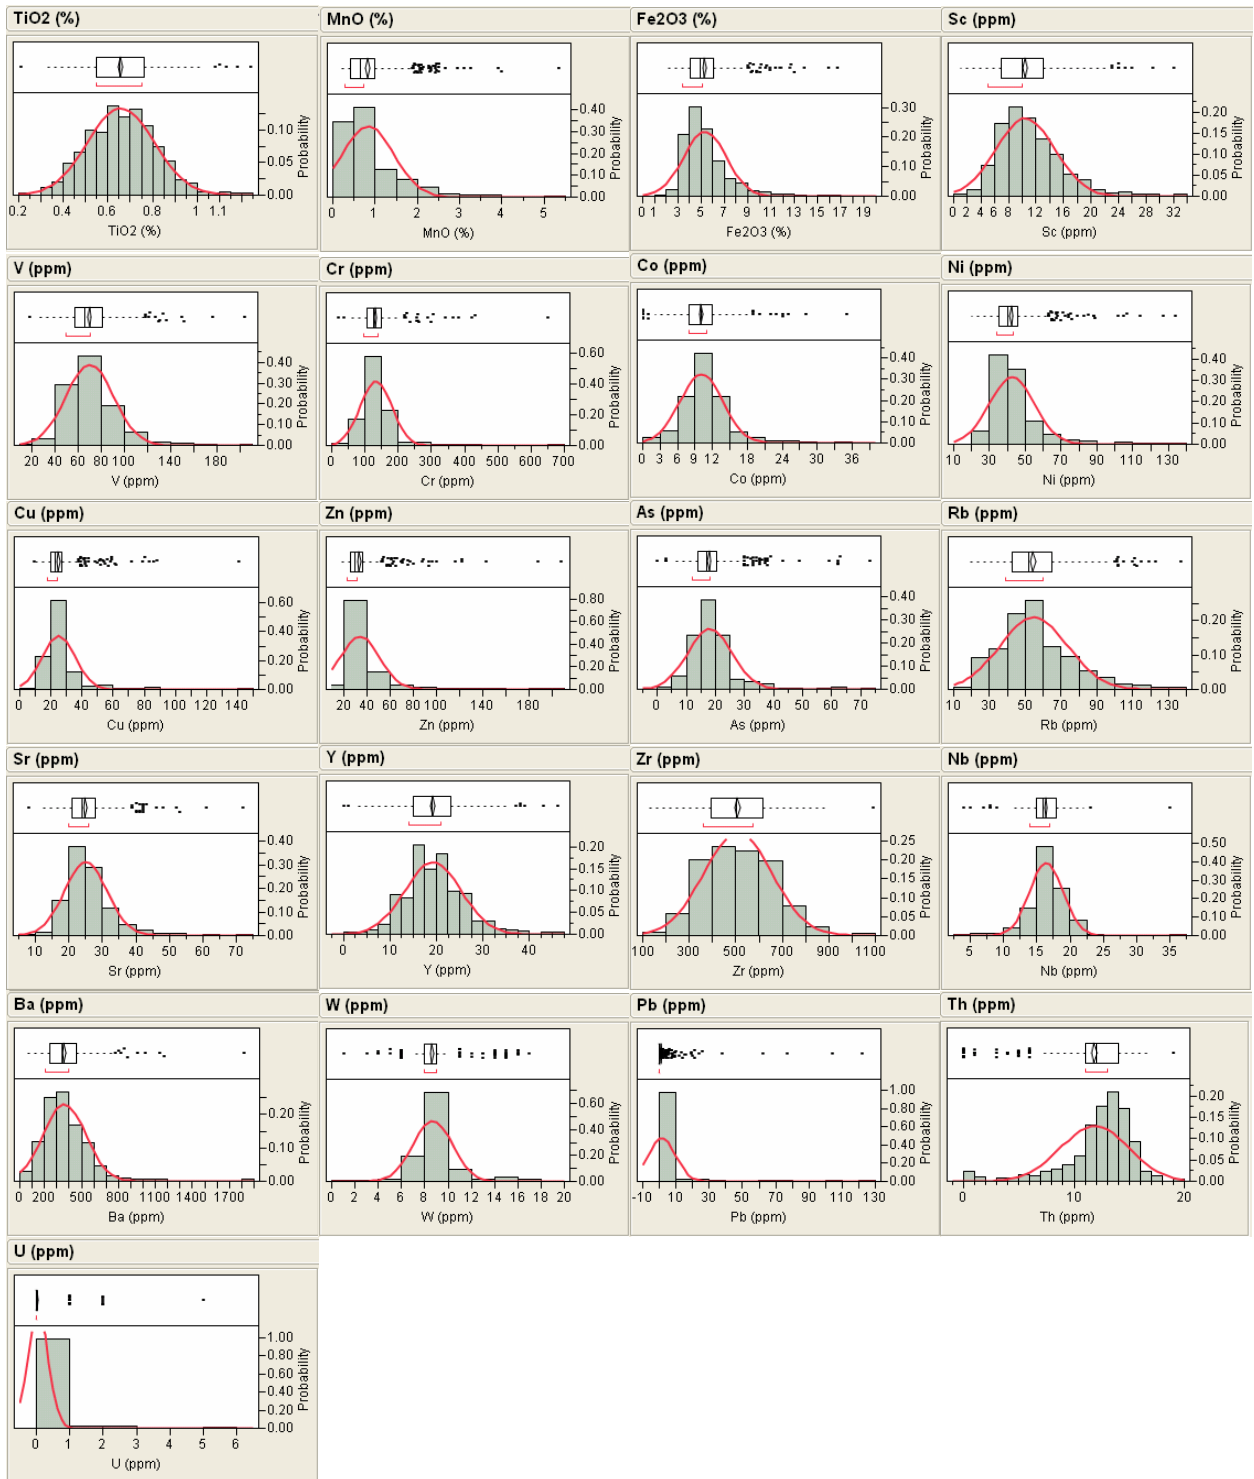 TiO2 (%)
0.10
0.05
0.00
Probability
0.2 0.4 0.6 0.8 1 1.1
TiO2 (%)
MnO (%)
0.40
0.30
0.20
0.10
0.00
Probability
0 1 2 3 4 5
MnO (%)
Fe2O3 (%)
0.30
0.20
0.10
0.00
Probability
0 1 3 5 7 9 11 13 15 17 19
Fe2O3 (%)
Sc (ppm)
0.20
0.15
0.10
0.05
0.00
Probability
0 2 4 6 8 12 16 20 24 28 32
Sc (ppm)
V (ppm)
0.40
0.30
0.20
0.10
0.00
Probability
20 40 60 80 100 140 180
V (ppm)
Cr (ppm)
0.60
0.40
0.20
0.00
Probability
0 100 200 300 400 500 600 700
Cr (ppm)
Co (ppm)
0.40
0.30
0.20
0.10
0.00
Probability
0 3 6 9 12 18 24 30 36
Co (ppm)
Ni (ppm)
0.40
0.30
0.20
0.10
0.00
Probability
10 30 50 70 90 110 130
Ni (ppm)
Cu (ppm)
0.60
0.40
0.20
0.00
Probability
0 20 40 60 80 100 120 140
Cu (ppm)
Zn (ppm)
0.80
0.60
0.40
0.20
0.00
Probability
20 40 60 80 100 140 180
Zn (ppm)
As (ppm)
0.40
0.30
0.20
0.10
0.00
Probability
0 10 20 30 40 50 60 70
As (ppm)
Rb (ppm)
0.20
0.10
0.00
Probability
10 30 50 70 90 110 130
Rb (ppm)
Sr (ppm)
0.40
0.30
0.20
0.10
0.00
Probability
5 10 20 30 40 50 60 70
Sr (ppm)
Y (ppm)
0.20
0.15
0.10
0.05
0.00
Probability
0 10 20 30 40
Y (ppm)
Zr (ppm)
0.25
0.20
0.15
0.10
0.05
0.00
Probability
100 300 500 700 900 1100
Zr (ppm)
Nb (ppm)
0.50
0.40
0.30
0.20
0.10
0.00
Probability
5 10 15 20 25 30 35
Nb (ppm)
Ba (ppm)
0.20
0.10
0.00
Probability
0 200 500 800 1100 1400 1700
Ba (ppm)
W (ppm)
0.60
0.40
0.20
0.00
Probability
0 2 4 6 8 10 12 14 16 18 20
W (ppm)
Pb (ppm)
1.00
0.80
0.60
0.40
0.20
0.00
Probability
-10 10 30 50 70 90 110 130
Pb (ppm)
Th (ppm)
0.20
0.15
0.10
0.05
0.00
Probability
0 10 20
Th (ppm)
U (ppm)
1.00
0.80
0.60
0.40
0.20
0.00
Probability
0 1 2 3 4 5 6
U (ppm)